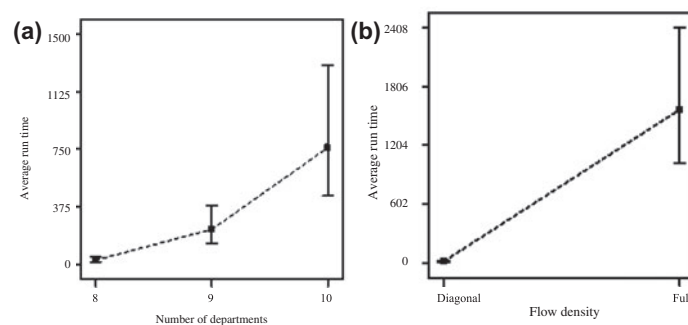 (a)
1500
1125
750
375
0
Average run time
8 9 10
Number of departments
(b)
2408
1806
1204
602
0
Average run time
Diagonal Ful
Flow density